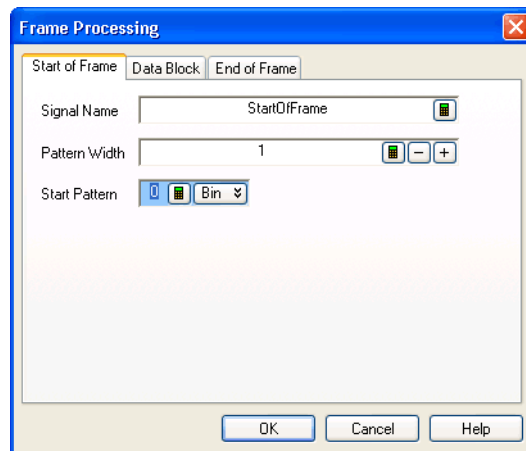 Frame Processing
Start of Frame Data Block End of Frame
Signal Name StartOfFrame
Pattern Width 1
Start Pattern 0 Bin
OK Cancel Help